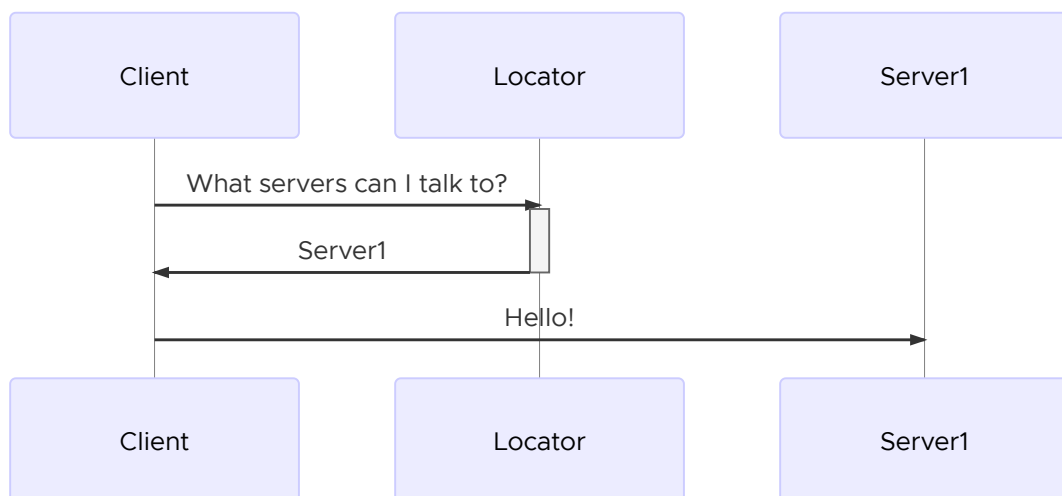 Client
Locator
Server1
What servers can I talk to?
Server1
Hello!
Client
Locator
Server1